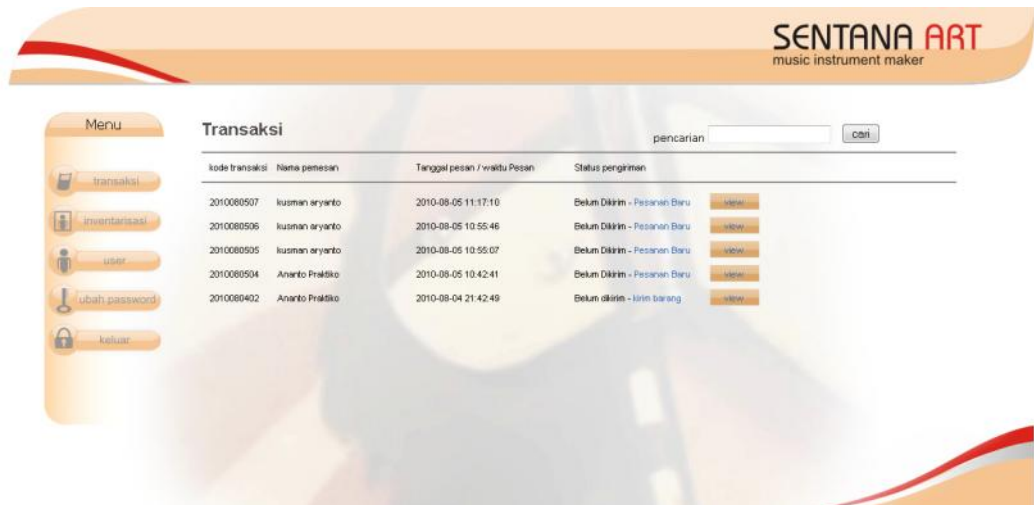 SENTANA ART
music instrument maker
Menu
transaksi
inventarisasi
user
ubah password
keluar
Transaksi
pencarian cari
kode transaksi Nama pemesan Tanggal pesan / waktu Pesan Status pengiriman
2010080507 kusman aryanto 2010-08-05 11:17:10 Belum Dikirim - Pesanan Baru view
2010080506 kusman aryanto 2010-08-05 10:55:46 Belum Dikirim - Pesanan Baru view
2010080505 kusman aryanto 2010-08-05 10:55:07 Belum Dikirim - Pesanan Baru view
2010080504 Ananto Praktiko 2010-08-05 10:42:41 Belum Dikirim - Pesanan Baru view
2010080402 Ananto Praktiko 2010-08-04 21:42:49 Belum dikirim - kirim barang view